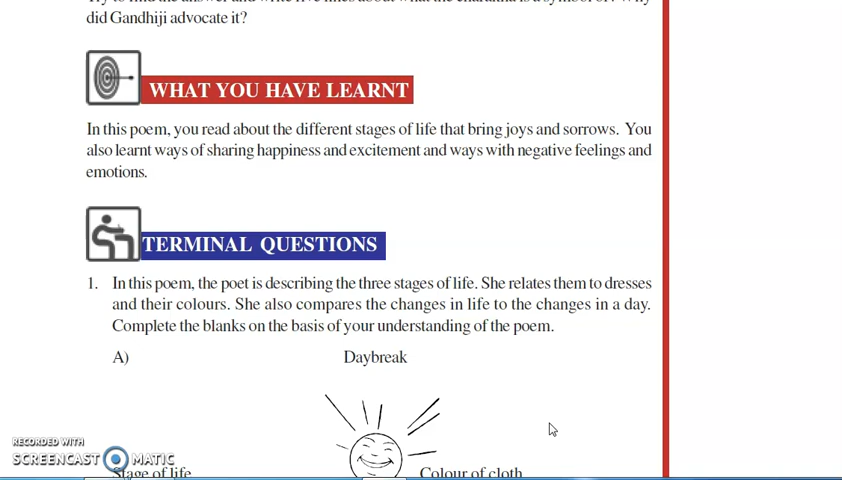 did Gandhiji advocate it?
WHAT YOU HAVE LEARNT
In this poem, you read about the different stages of life that bring joys and sorrows. You
also learnt ways of sharing happiness and excitement and ways with negative feelings and
emotions.
TERMINAL QUESTIONS
1. In this poem, the poet is describing the three stages of life. She relates them to dresses
and their colours. She also compares the changes in life to the changes in a day.
Complete the blanks on the basis of your understanding of the poem.
A) Daybreak
RECORDED WITH
SCREENCAST MATIC
Stage of life Colour of cloth